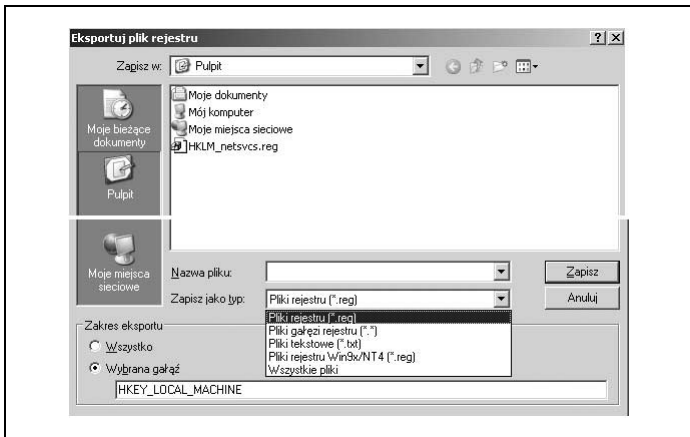 Eksportuj plik rejestru
Zapisz w: Pulpit
Moje dokumenty
Mój komputer
Moje miejsca sieciowe
HKLM_netsvcs.reg
Moje bieżące
dokumenty
Pulpit
Moje miejsca
sieciowe
Nazwa pliku:
Zapisz
Zapisz jako typ: Pliki rejestru (*.reg)
Anuluj
Pliki rejestru (*.reg)
Pliki gałęzi rejestru (*.*)
Pliki tekstowe (*.txt)
Pliki rejestru Win9x/NT4 (*.reg)
Wszystkie pliki
Zakres eksportu
Wszystko
Wybrana gałąź
HKEY_LOCAL_MACHINE